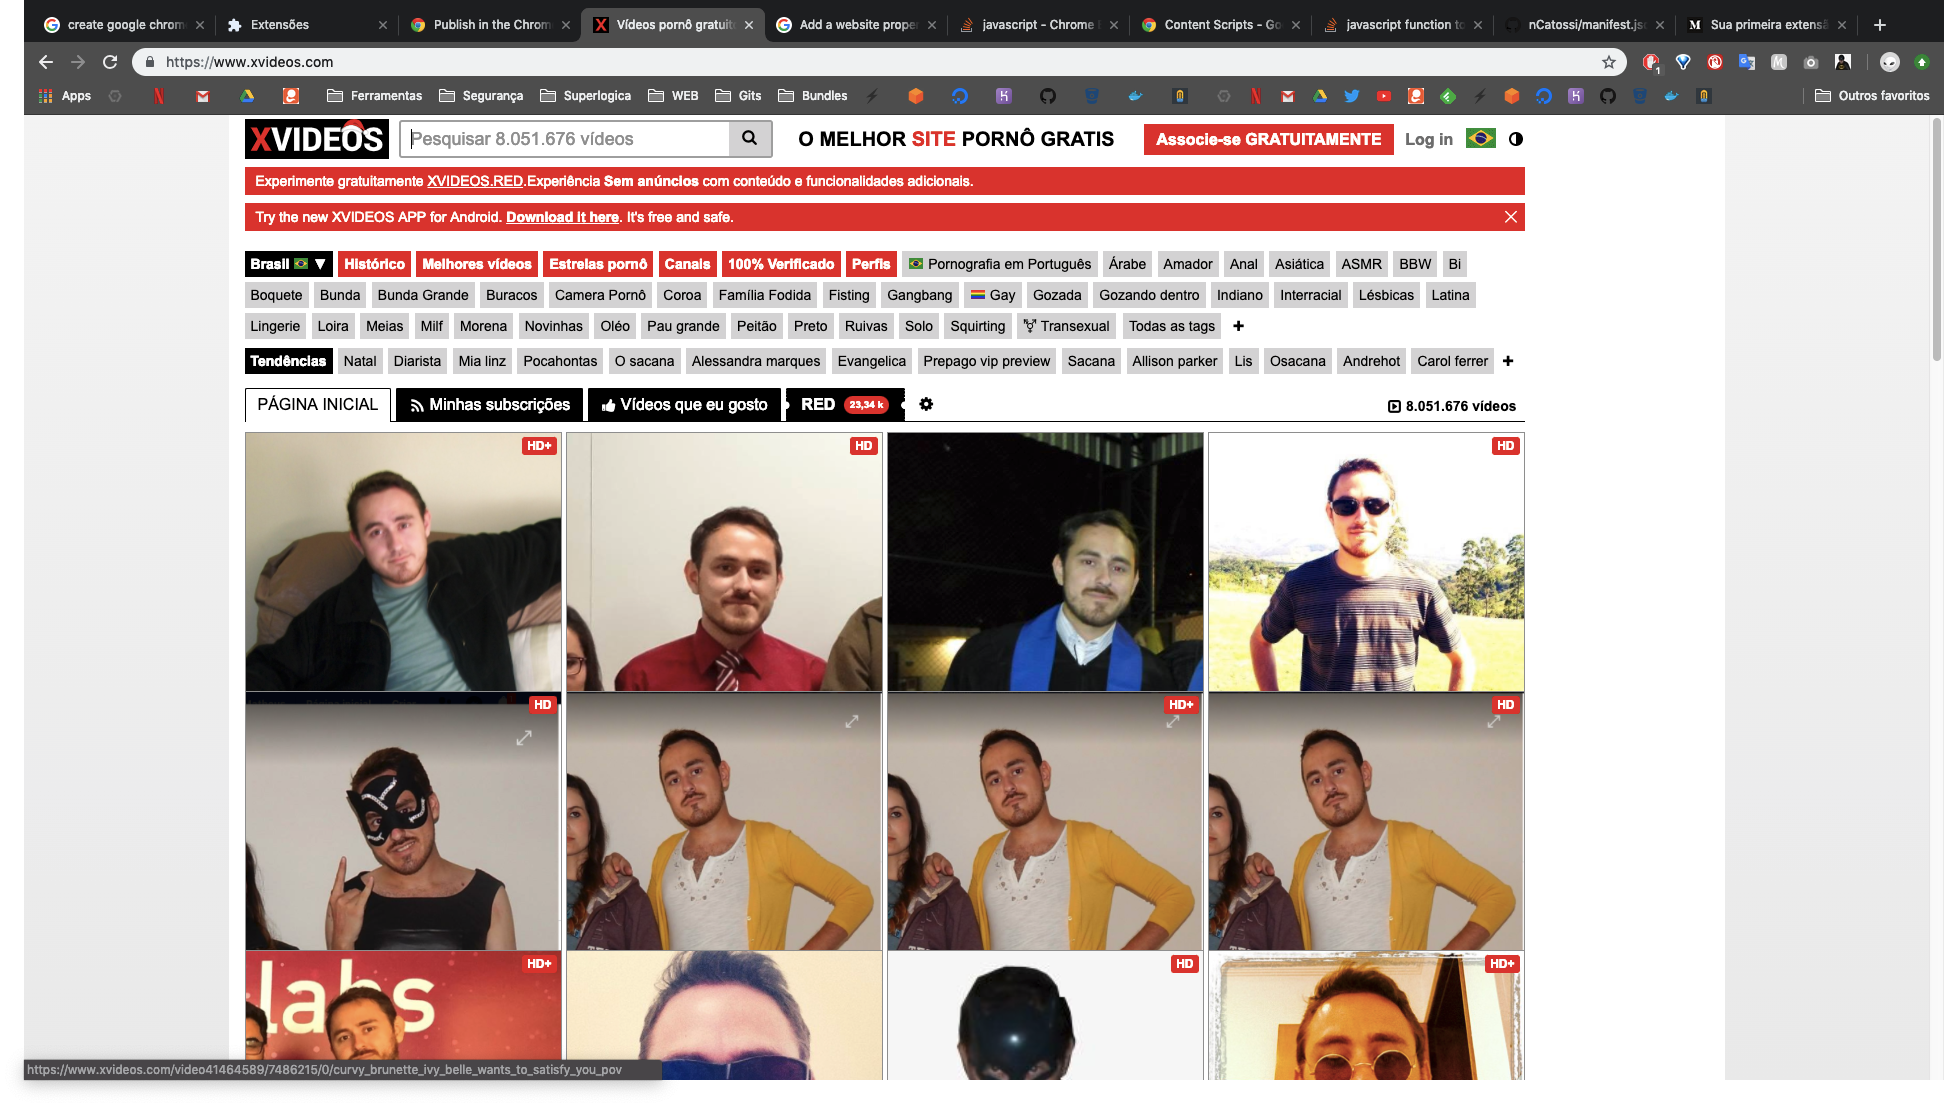 create google chrom
Extensões
Publish in the Chrom
Vídeos pornô gratuit
Add a website prope
javascript - Chrome
Content Scripts - Go
javascript function to
nCatossi/manifest.js
Sua primeira extens
https://www.xvideos.com
Apps
Ferramentas
Segurança
Superlogica
WEB
Gits
Bundles
Outros favoritos
XVIDEOS
Pesquisar 8.051.676 vídeos
O MELHOR SITE PORNÔ GRATIS
Associe-se GRATUITAMENTE
Log in
Experimente gratuitamente XVIDEOS.RED.Experiência Sem anúncios com conteúdo e funcionalidades adicionais.
Try the new XVIDEOS APP for Android. Download it here. It's free and safe.
Brasil ▼ Histórico Melhores vídeos Estrelas pornô Canais 100% Verificado Perfis Pornografia em Português Árabe Amador Anal Asiática ASMR BBW Bi
Boquete Bunda Bunda Grande Buracos Camera Pornô Coroa Família Fodida Fisting Gangbang Gay Gozada Gozando dentro Indiano Interracial Lésbicas Latina
Lingerie Loira Meias Milf Morena Novinhas Oléo Pau grande Peitão Preto Ruivas Solo Squirting Transexual Todas as tags +
Tendências Natal Diarista Mia linz Pocahontas O sacana Alessandra marques Evangelica Prepago vip preview Sacana Allison parker Lis Osacana Andrehot Carol ferrer +
PÁGINA INICIAL Minhas subscrições Vídeos que eu gosto RED 23,34 k 8.051.676 vídeos
HD+ HD HD
HD HD+ HD
HD+ HD HD+
labs
https://www.xvideos.com/video41464589/7486215/0/curvy_brunette_ivy_belle_wants_to_satisfy_you_pov